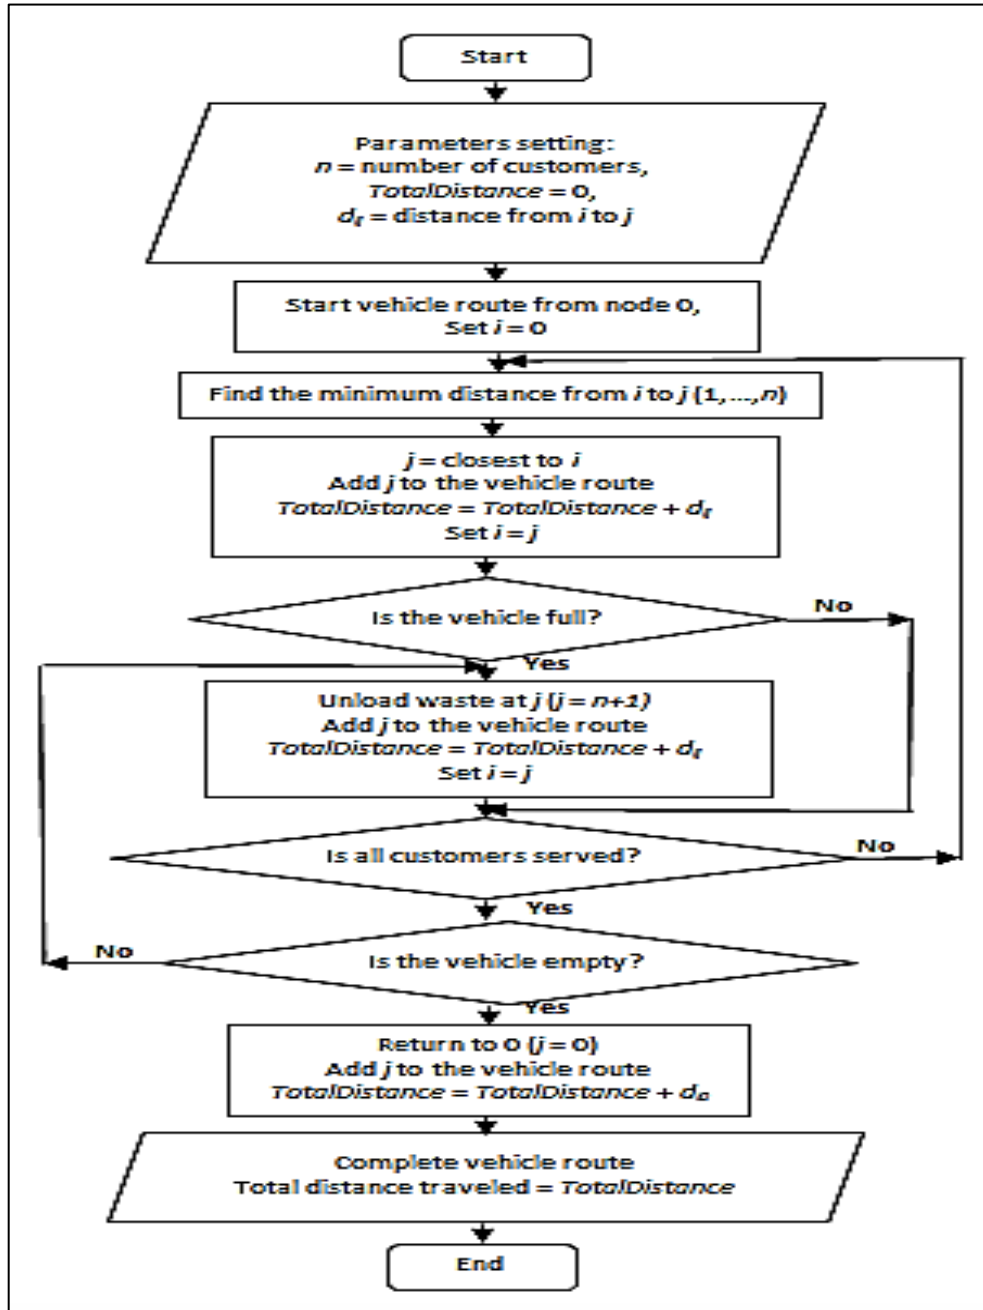 Start
Parameters setting:
n = number of customers,
TotalDistance = 0,
= distance from i to j
Start vehicle route from node 0,
Set i = 0
Find the minimum distance from i to j {1, ...,n}
j = closest to i
Add j to the vehicle route
TotalDistance = TotalDistance +
Set i = j
Is the vehicle full?
No
Yes
Unload waste at j (j = n+1)
Add j to the vehicle route
TotalDistance = TotalDistance +
Set i = j
Is all customers served?
No
Yes
Is the vehicle empty?
No
Yes
Return to 0 (j = 0)
Add j to the vehicle route
TotalDistance = TotalDistance +
Complete vehicle route
Total distance traveled = TotalDistance
End